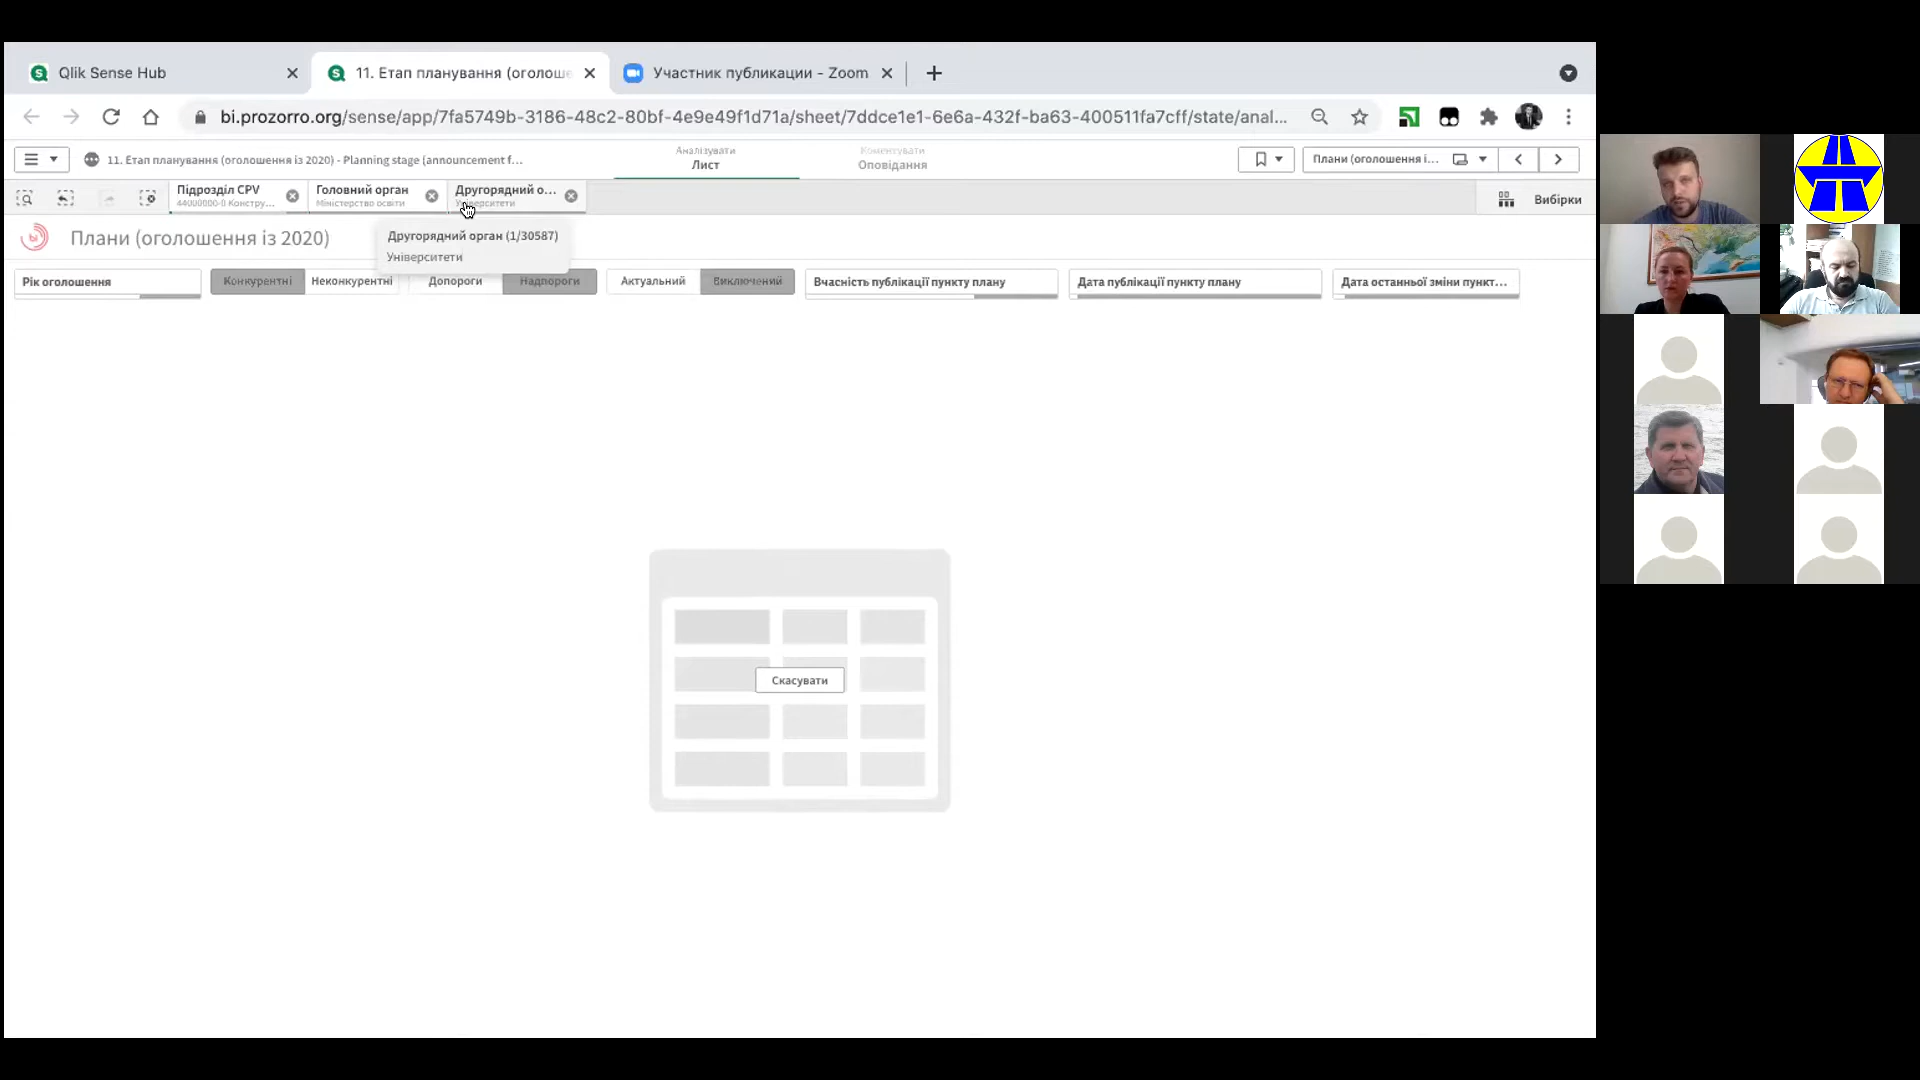 Qlik Sense Hub
11. Етап планування (оголоше
Участник публикации - Zoom
bi.prozorro.org/sense/app/7fa5749b-3186-48c2-80bf-4e9e49f1d71a/sheet/7ddce1e1-6e6a-432f-ba63-400511fa7cff/state/anal...
11. Етап планування (оголошення із 2020) - Planning stage (announcement f...
Аналізувати
Лист
Коментувати
Оповідання
Плани (оголошення і...
Підрозділ CPV
44000000-0 Констру...
Головний орган
Міністерство освіти
Другорядний о...
Університети
Вибірки
Плани (оголошення із 2020)
Другорядний орган (1/30587)
Університети
Рік оголошення
Конкурентні
Неконкурентні
Допороги
Надпороги
Актуальний
Виключений
Вчасність публікації пункту плану
Дата публікації пункту плану
Дата останньої зміни пункт...
Скасувати